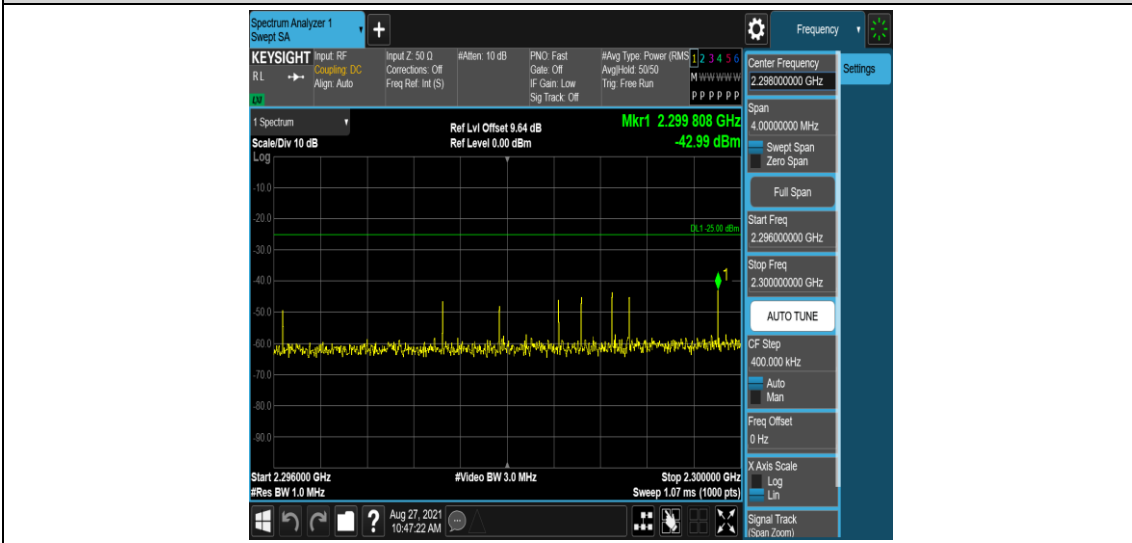 Spectrum Analyzer 1
Swept SA
+
Frequency
KEYSIGHT
RL
LXI
Input: RF
Coupling: DC
Align: Auto
Input Z: 50 Ω
Corrections: Off
Freq Ref: Int (S)
#Atten: 10 dB
PNO: Fast
Gate: Off
IF Gain: Low
Sig Track: Off
#Avg Type: Power (RMS
Avg|Hold: 50/50
Trig: Free Run
1 2 3 4 5 6
M W W W W W
P P P P P P
1 Spectrum
Scale/Div 10 dB
Log
Ref Lvl Offset 9.64 dB
Ref Level 0.00 dBm
Mkr1 2.299 808 GHz
-42.99 dBm
-10.0
-20.0
DL1 -25.00 dBm
-30.0
-40.0
1
-50.0
-60.0
-70.0
-80.0
-90.0
Start 2.296000 GHz
#Video BW 3.0 MHz
Stop 2.300000 GHz
#Res BW 1.0 MHz
Sweep 1.07 ms (1000 pts)
?
Aug 27, 2021
10:47:22 AM
Center Frequency
2.298000000 GHz
Settings
Span
4.00000000 MHz
Swept Span
Zero Span
Full Span
Start Freq
2.296000000 GHz
Stop Freq
2.300000000 GHz
AUTO TUNE
CF Step
400.000 kHz
Auto
Man
Freq Offset
0 Hz
X Axis Scale
Log
Lin
Signal Track
(Span Zoom)